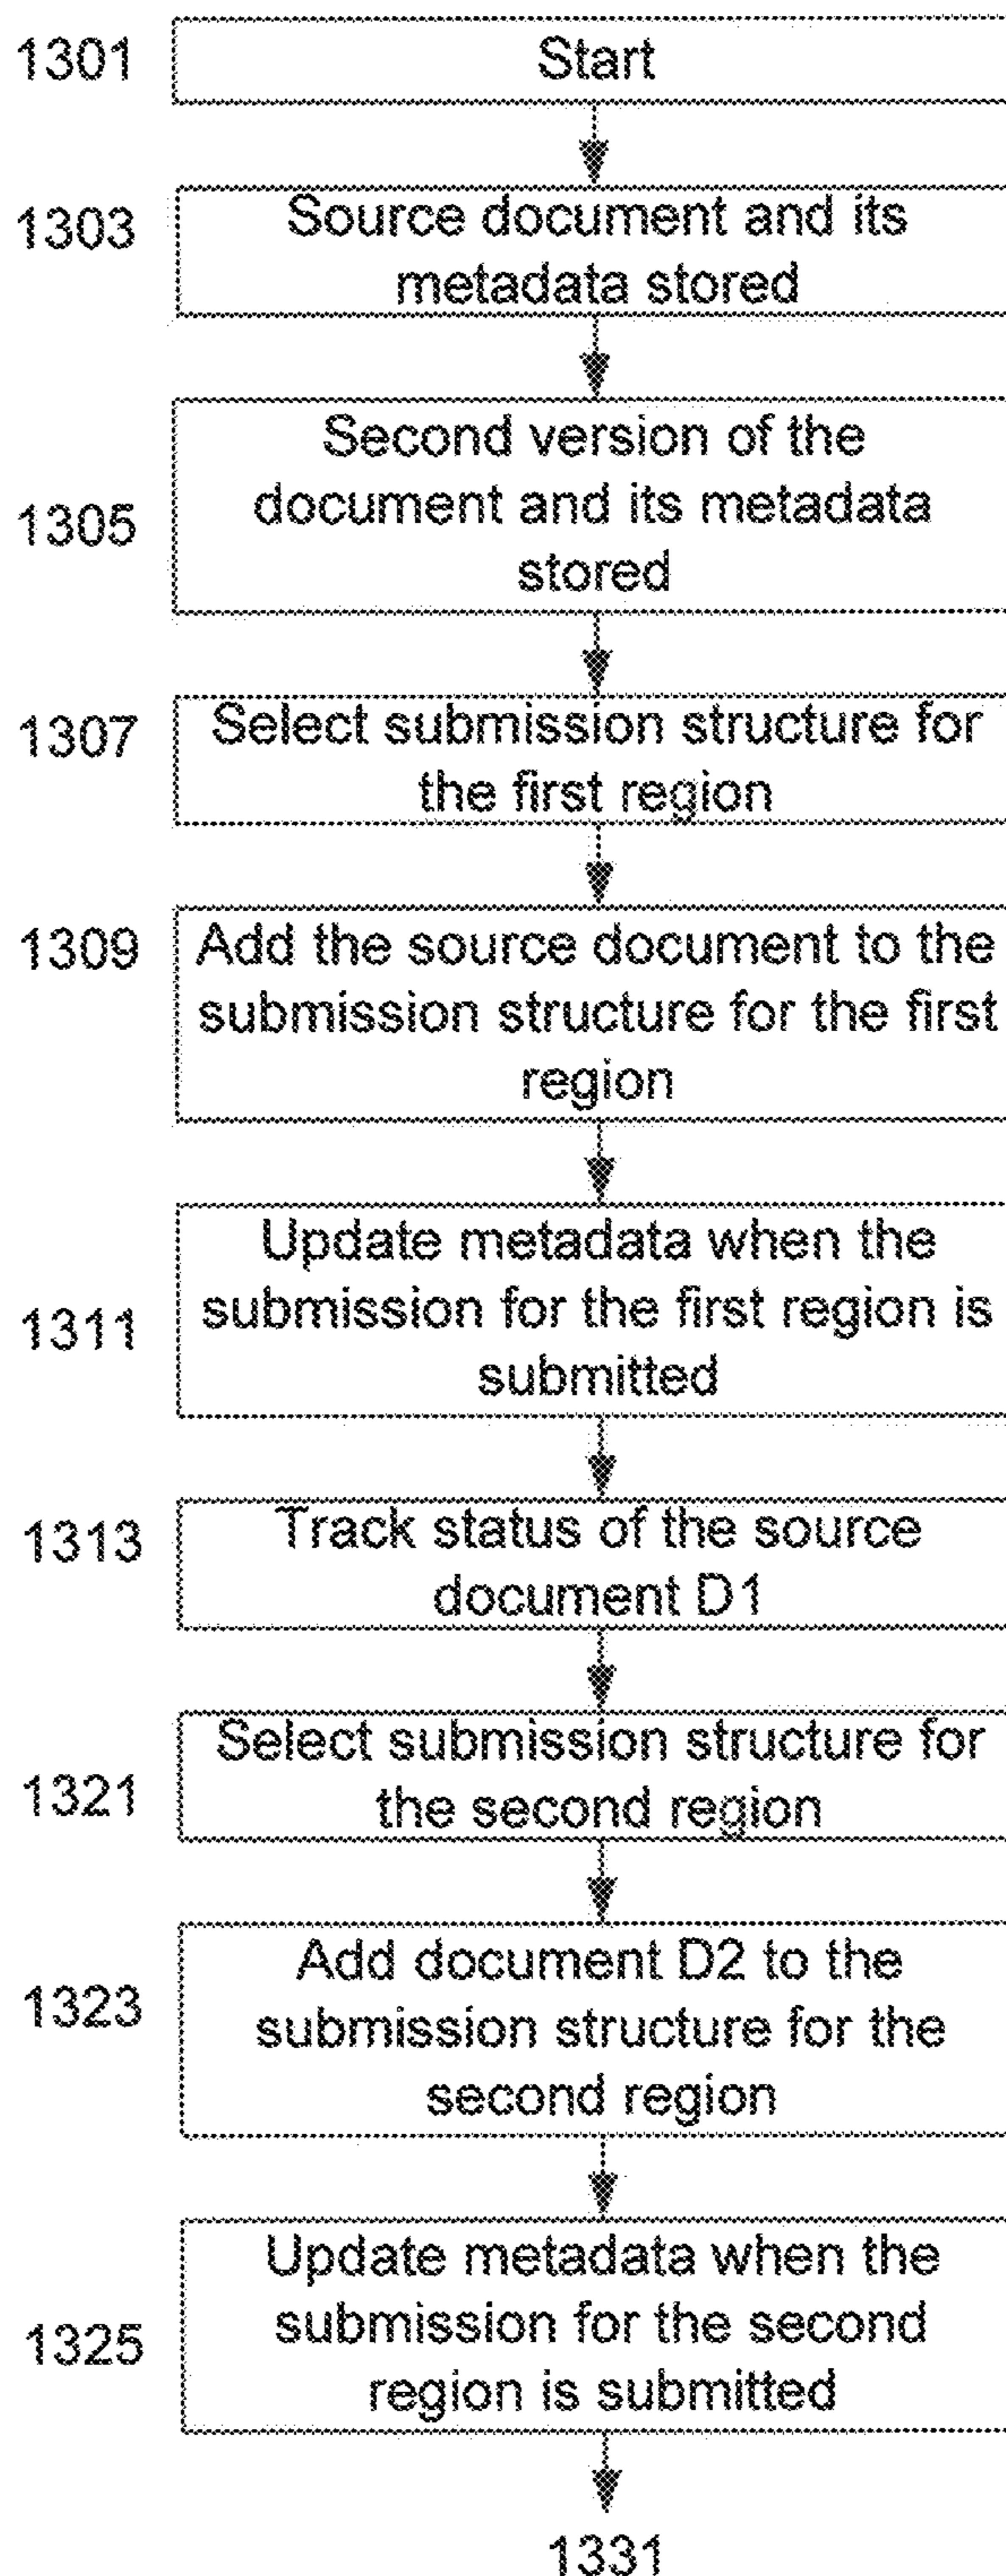 1301 Start
1303 Source document and its
metadata stored
Second version of the
1305 document and its metadata
stored
1307 Select submission structure for
the first region
1309 Add the source document to the
submission structure for the first
region
Update metadata when the
1311 submission for the first region is
submitted
1313 Track status of the source
document D1
Select submission structure for
1321 the second region
Add document D2 to the
1323 submission structure for the
second region
Update metadata when the
1325 submission for the second
region is submitted
1331